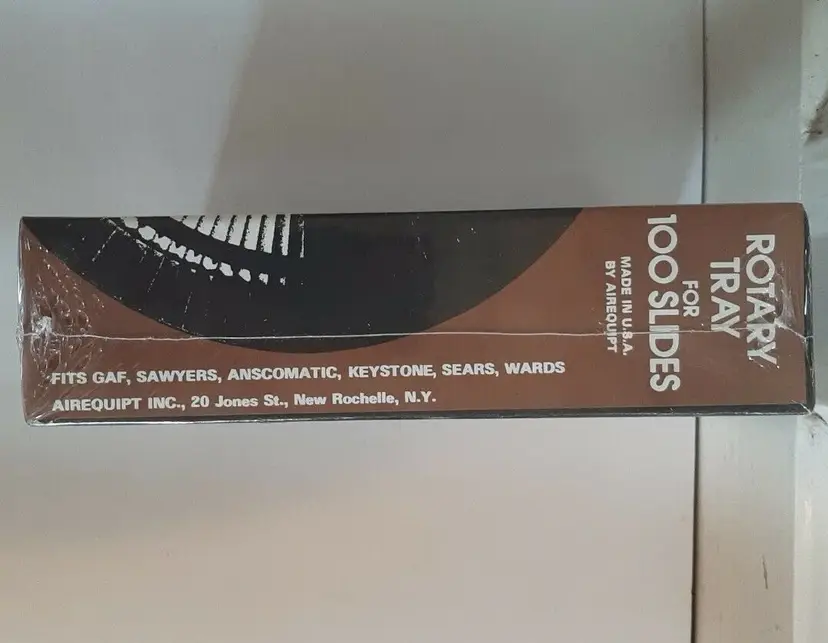 ROTARY
TRAY
FOR
100 SLIDES
MADE IN U.S.A.
BY AIREQUIPT
FITS GAF, SAWYERS, ANSCOMATIC, KEYSTONE, SEARS, WARDS
AIREQUIPT INC., 20 Jones St., New Rochelle, N.Y.